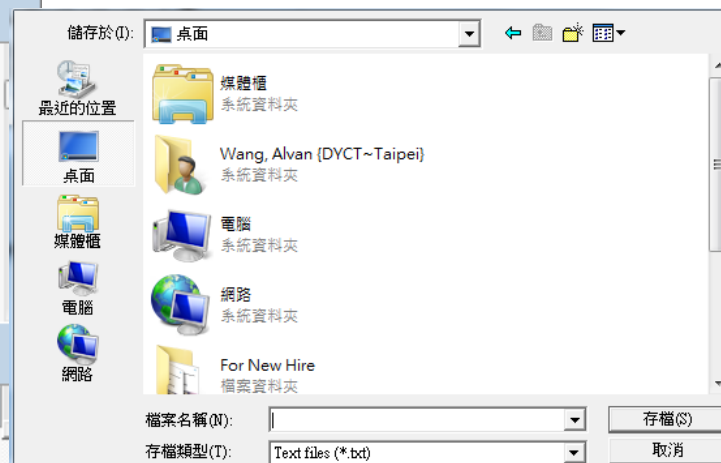 儲存於(I):
桌面
最近的位置
桌面
媒體櫃
電腦
網路
媒體櫃
系統資料夾
Wang, Alvan {DYCT~Taipei}
系統資料夾
電腦
系統資料夾
網路
系統資料夾
For New Hire
檔案資料夾
檔案名稱(N):
存檔(S)
存檔類型(T):
Text files (*.txt)
取消